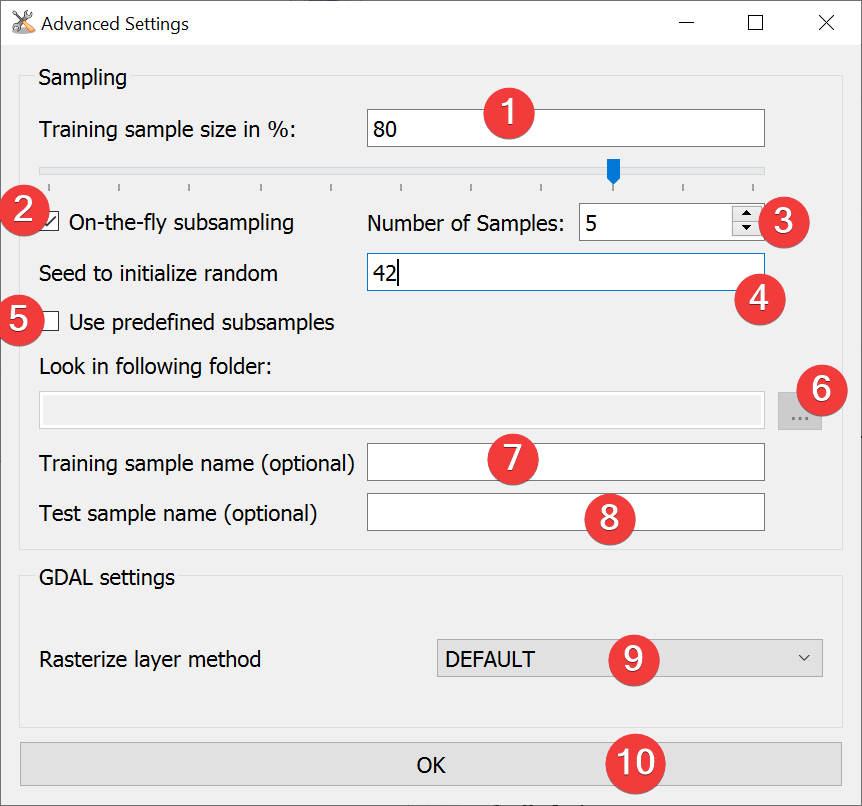 Advanced Settings
Sampling
Training sample size in %: 80 1
2 On-the-fly subsampling Number of Samples: 5 3
Seed to initialize random 42 4
5 Use predefined subsamples
Look in following folder:
... 6
Training sample name (optional) 7
Test sample name (optional) 8
GDAL settings
Rasterize layer method DEFAULT 9
OK 10